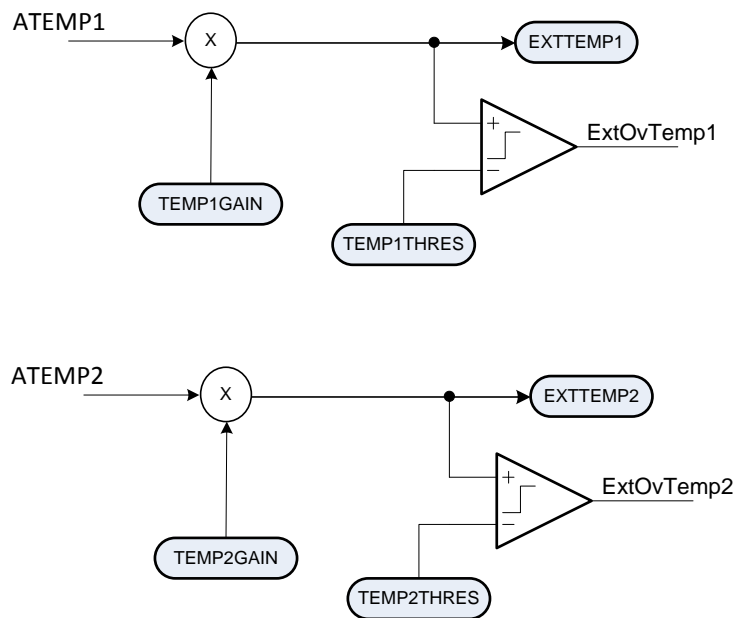 ATEMP1
X
EXTTEMP1
+
ExtOvTemp1
−
TEMP1GAIN
TEMP1THRES
ATEMP2
X
EXTTEMP2
+
ExtOvTemp2
−
TEMP2GAIN
TEMP2THRES